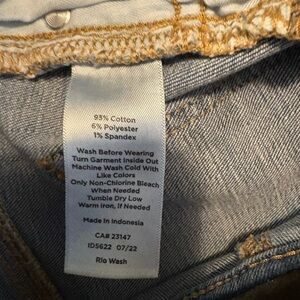 93% Cotton
6% Polyester
1% Spandex
Wash Before Wearing
Turn Garment Inside Out
Machine Wash Cold With
Like Colors
Only Non-Chlorine Bleach
When Needed
Tumble Dry Low
Warm Iron, if Needed
Made in Indonesia
CA# 23147
ID5622 07/22
Rio Wash